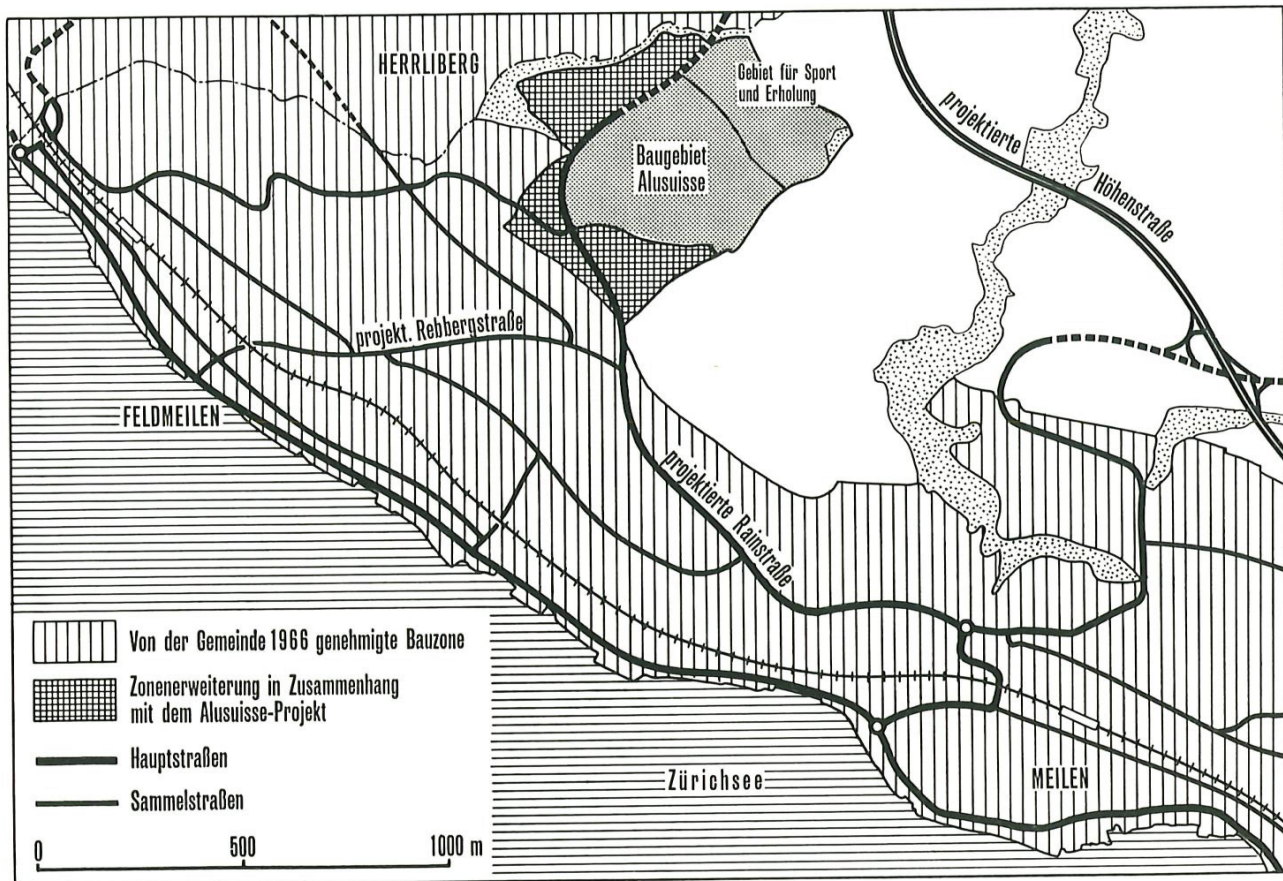 HERRLIBERG
Gebiet für Sport
und Erholung
projektierte
Höhenstraße
Baugebiet
Alusuisse
projekt. Rebbergstraße
FELDMEILEN
projektierte Rainstraße
Von der Gemeinde 1966 genehmigte Bauzone
Zonenerweiterung in Zusammenhang
mit dem Alusuisse-Projekt
Hauptstraßen
Sammelstraßen
Zürichsee
MEILEN
0 500 1000 m